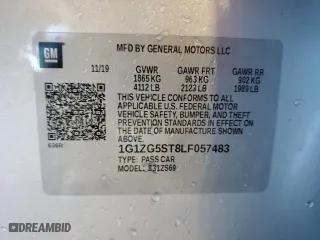 GM
MFD BY GENERAL MOTORS LLC
11/19 GVWR GAWR FRT GAWR RR
1865 KG 963 KG 902 KG
4112 LB 2123 LB 1989 LB
THIS VEHICLE CONFORMS TO ALL APPLICABLE
U.S. FEDERAL MOTOR VEHICLE SAFETY, BUMPER, AND THEFT
PREVENTION STANDARDS IN EFFECT ON THE DATE OF
MANUFACTURE SHOWN ABOVE.
1G1ZG5ST8LF057483
TYPE: PASS CAR
© 2026 AutoBidMaster
DREAMBID